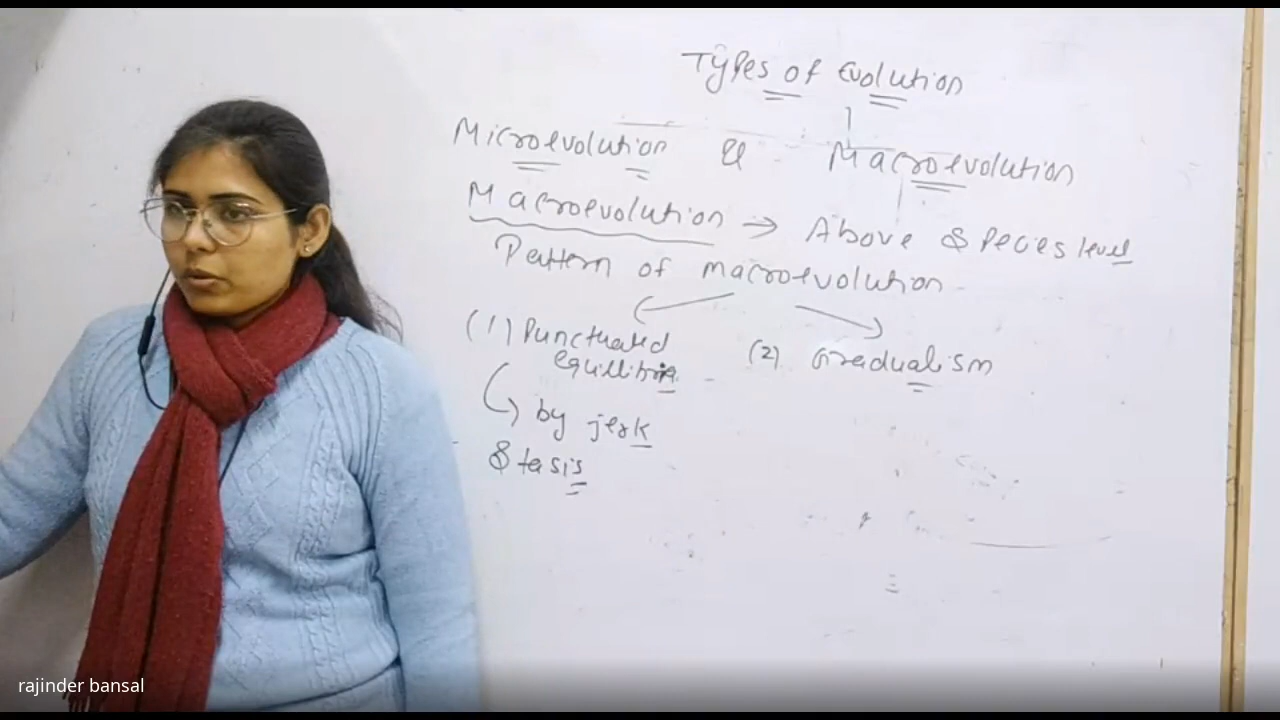 Types of Evolution
Microevolution & Macroevolution
Macroevolution → Above species level
Pattern of macroevolution
(1) Punctuated (2) Gradualism
equilibria
by jerk
Stasis
rajinder bansal